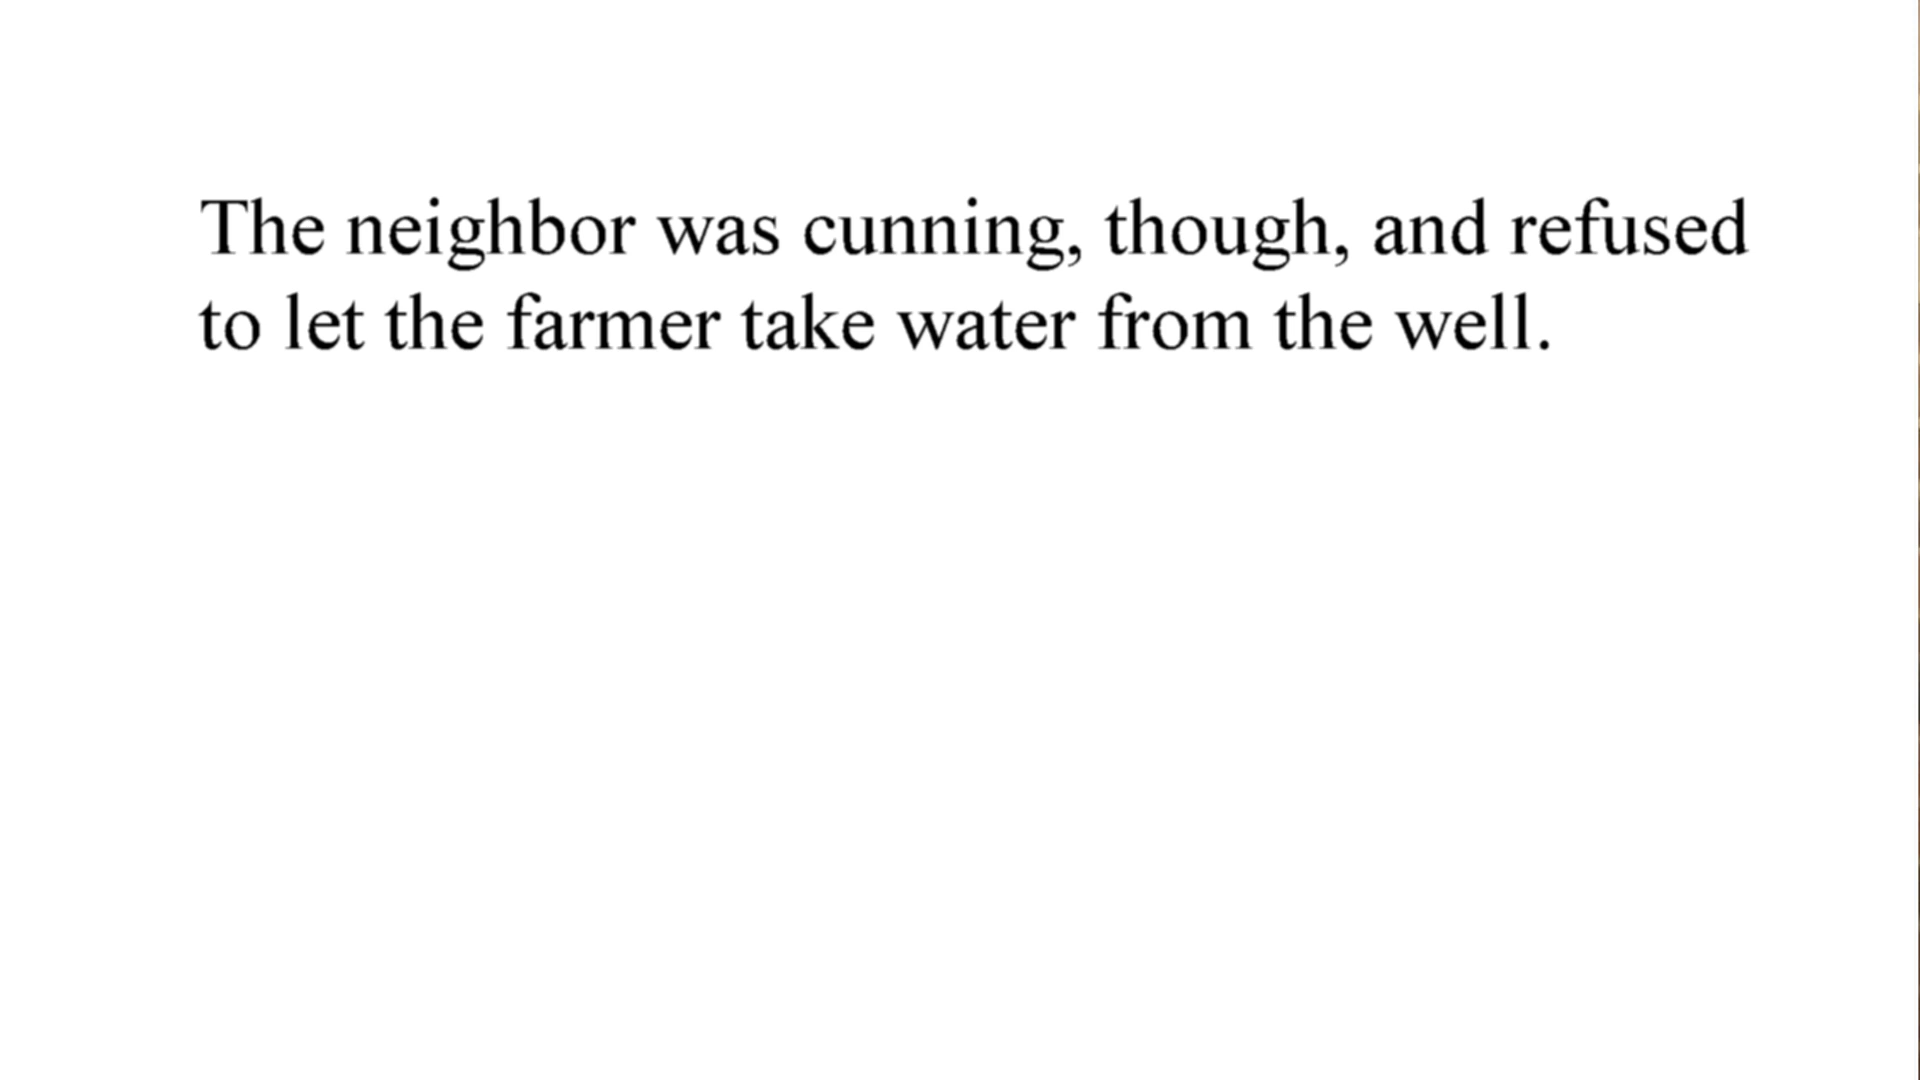 The neighbor was cunning, though, and refused
to let the farmer take water from the well.